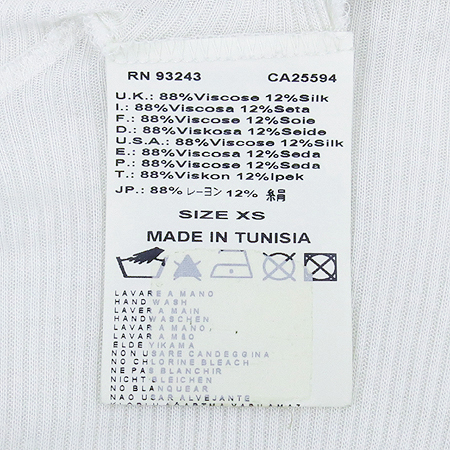 RN 93243 CA25594
U.K.: 88%Viscose 12%Silk
I.: 88%Viscosa 12%Seta
F.: 88%Viscose 12%Soie
D.: 88%Viskosa 12%Seide
U.S.A.: 88%Viscose 12%Silk
E.: 88%Viscosa 12%Seda
P.: 88%Viscose 12%Seda
T.: 88%Viskon 12%Ipek
JP.: 88% レーヨン 12% 絹
SIZE XS
MADE IN TUNISIA
LAVARE A MANO
HAND WASH
LAVER A MAIN
HANDWASCHEN
LAVAR A MANO,
LAVAR A MÃO
ELDE YIKAMA
NON USARE CANDEGGINA
NO CHLORINE BLEACH
NE PAS BLANCHIR
NICHT BLEICHEN
NO BLANQUEAR
NAO USAR ALVEJANTE